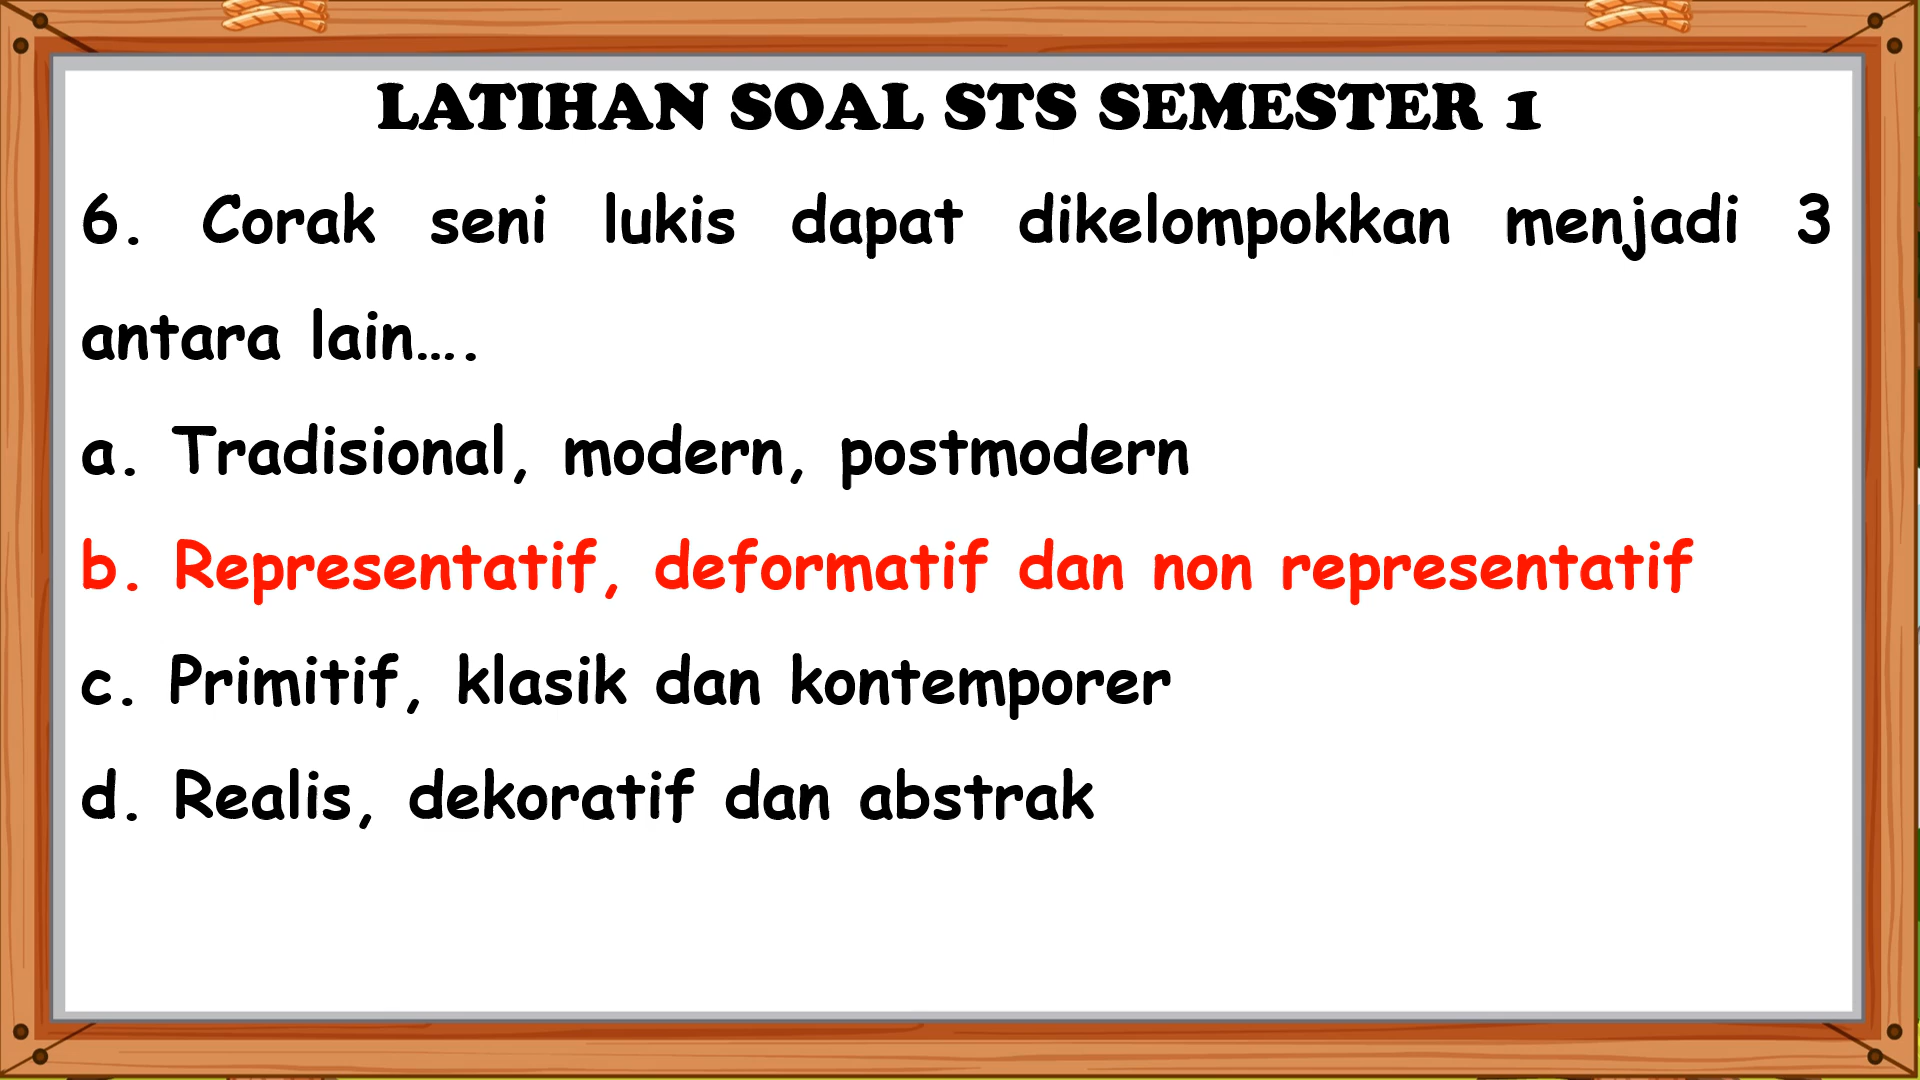 LATIHAN SOAL STS SEMESTER 1
6. Corak seni lukis dapat dikelompokkan menjadi 3
antara lain….
a. Tradisional, modern, postmodern
b. Representatif, deformatif dan non representatif
c. Primitif, klasik dan kontemporer
d. Realis, dekoratif dan abstrak